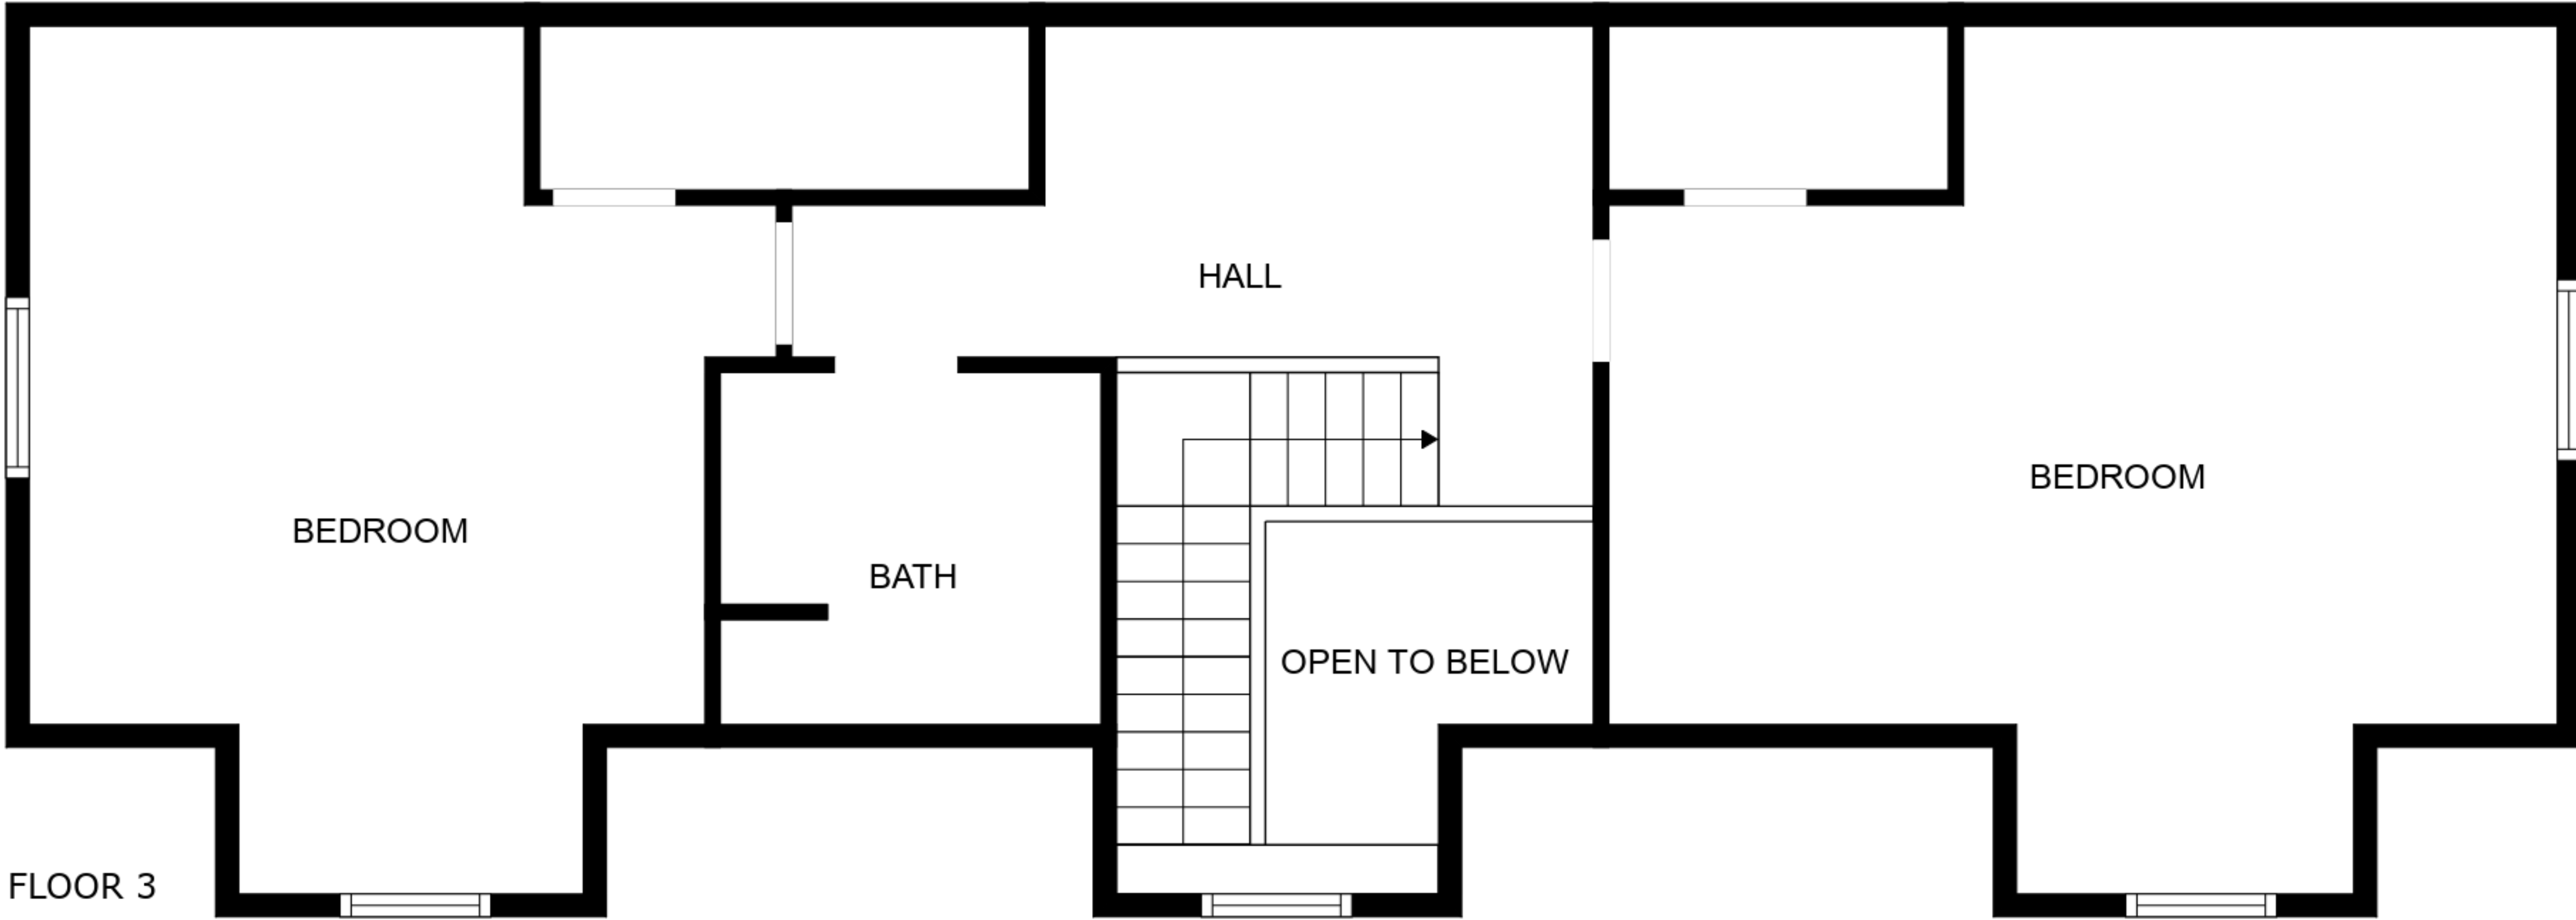 HALL
BEDROOM
BEDROOM
BATH
OPEN TO BELOW
FLOOR 3